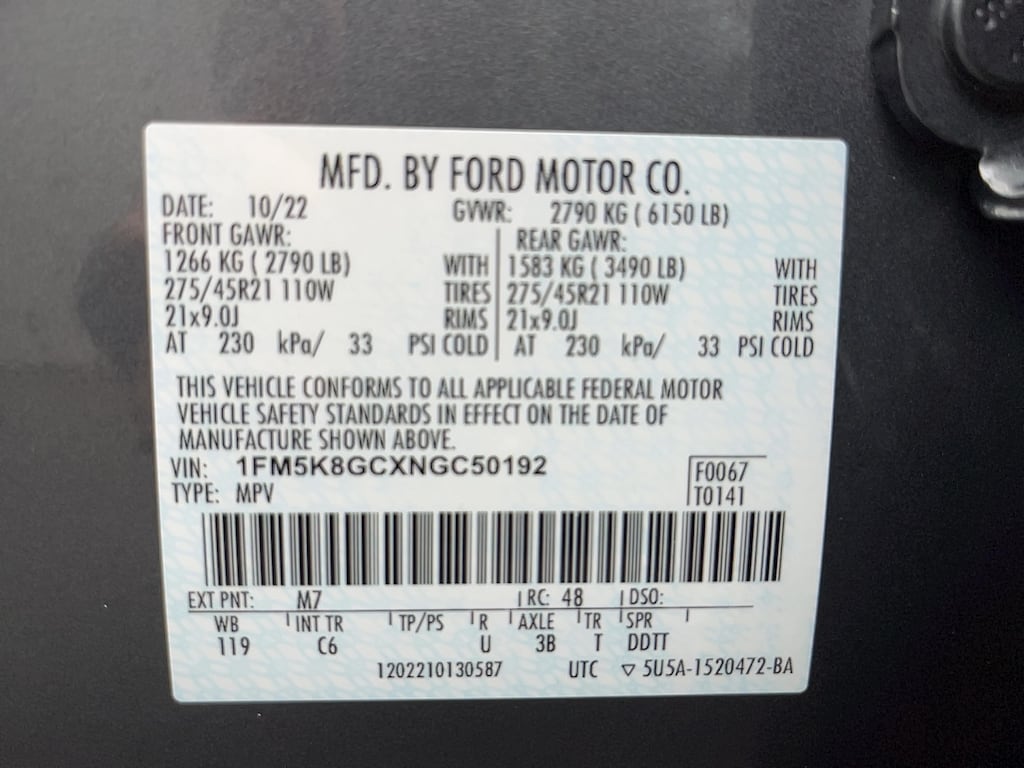 MFD. BY FORD MOTOR CO.
DATE: 10/22 GVWR: 2790 KG ( 6150 LB)
FRONT GAWR: REAR GAWR:
1266 KG ( 2790 LB) WITH 1583 KG ( 3490 LB) WITH
275/45R21 110W TIRES 275/45R21 110W TIRES
21x9.0J RIMS 21x9.0J RIMS
AT 230 kPa/ 33 PSI COLD AT 230 kPa/ 33 PSI COLD
THIS VEHICLE CONFORMS TO ALL APPLICABLE FEDERAL MOTOR
VEHICLE SAFETY STANDARDS IN EFFECT ON THE DATE OF
MANUFACTURE SHOWN ABOVE.
VIN: 1FM5K8GCXNGC50192 F0067
TYPE: MPV T0141
EXT PNT: M7 RC: 48 DSO:
WB INT TR TP/PS R AXLE TR SPR
119 C6 U 3B T DDTT
1202210130587 UTC ▽ 5U5A-1520472-BA